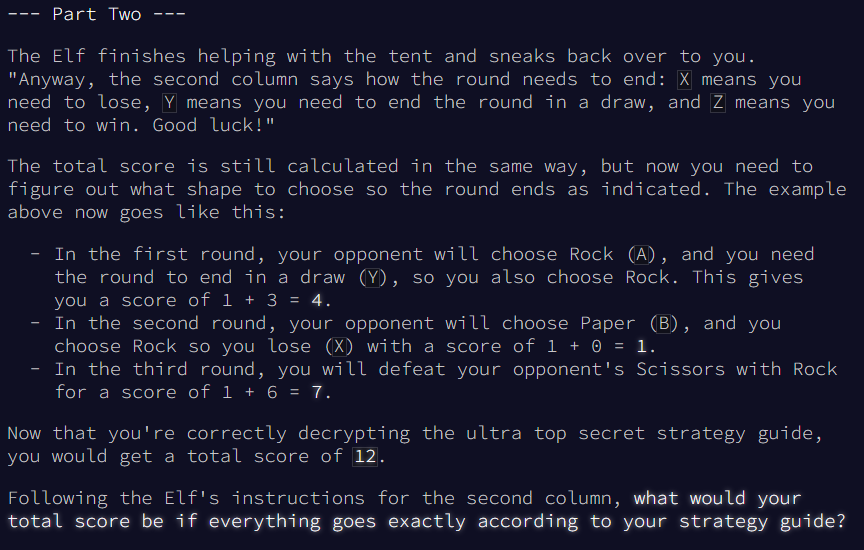 --- Part Two ---
The Elf finishes helping with the tent and sneaks back over to you.
"Anyway, the second column says how the round needs to end: X means you
need to lose, Y means you need to end the round in a draw, and Z means you
need to win. Good luck!"
The total score is still calculated in the same way, but now you need to
figure out what shape to choose so the round ends as indicated. The example
above now goes like this:
- In the first round, your opponent will choose Rock (A), and you need
the round to end in a draw (Y), so you also choose Rock. This gives
you a score of 1 + 3 = 4.
- In the second round, your opponent will choose Paper (B), and you
choose Rock so you lose (X) with a score of 1 + 0 = 1.
- In the third round, you will defeat your opponent's Scissors with Rock
for a score of 1 + 6 = 7.
Now that you're correctly decrypting the ultra top secret strategy guide,
you would get a total score of 12.
Following the Elf's instructions for the second column, what would your
total score be if everything goes exactly according to your strategy guide?